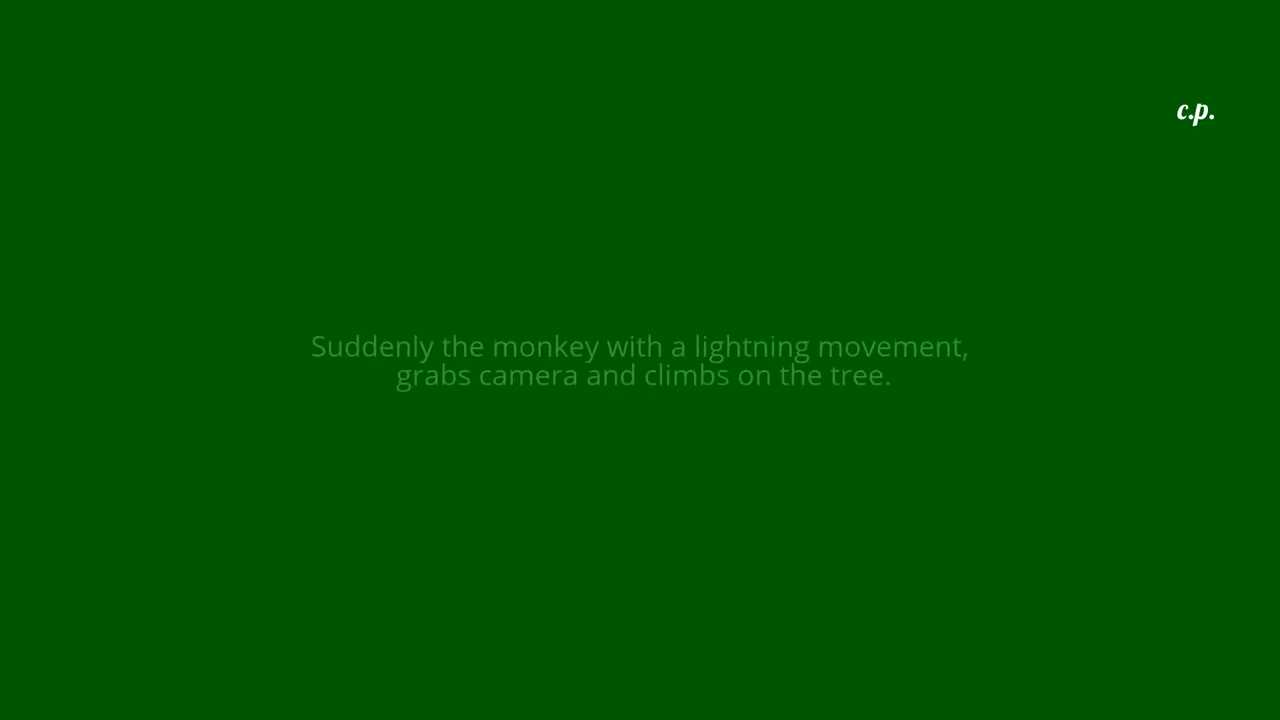 c.p.
Suddenly the monkey with a lightning movement,
grabs camera and climbs on the tree.